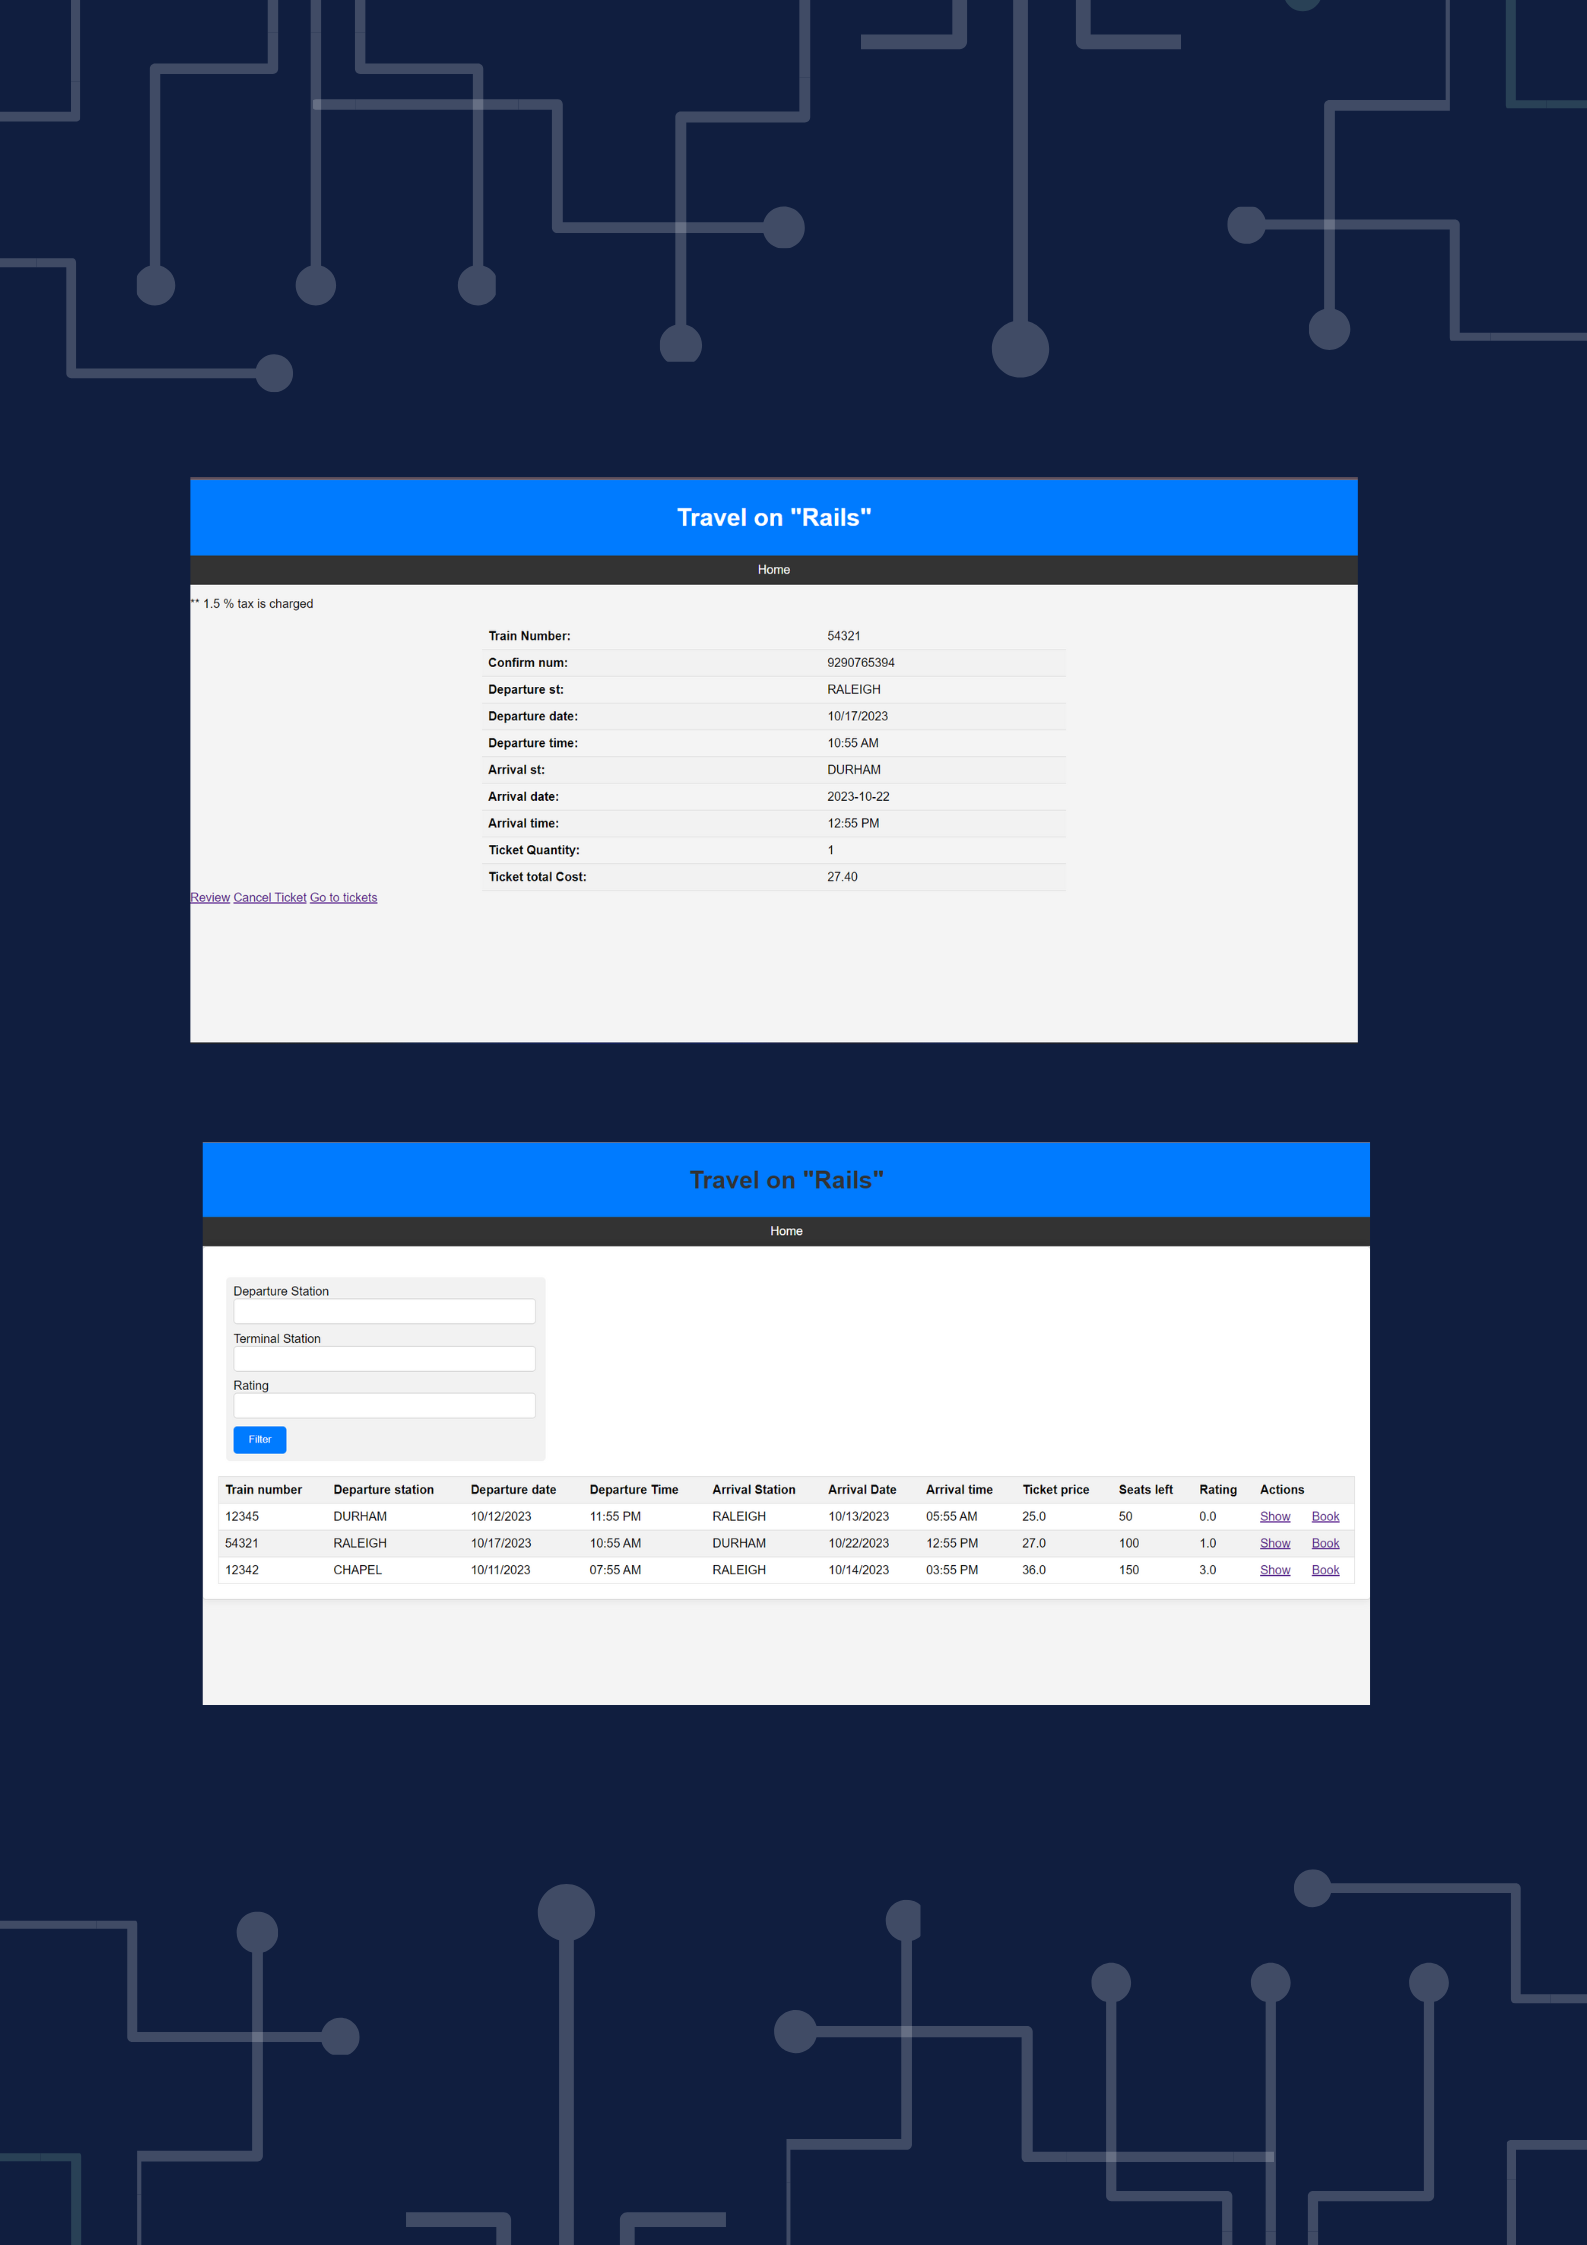 Travel on "Rails"
Home
** 1.5 % tax is charged
Train Number: 54321
Confirm num: 9290765394
Departure st: RALEIGH
Departure date: 10/17/2023
Departure time: 10:55 AM
Arrival st: DURHAM
Arrival date: 2023-10-22
Arrival time: 12:55 PM
Ticket Quantity: 1
Ticket total Cost: 27.40
Review Cancel Ticket Go to tickets
Travel on "Rails"
Home
Departure Station
Terminal Station
Rating
Filter
Train number Departure station Departure date Departure Time Arrival Station Arrival Date Arrival time Ticket price Seats left Rating Actions
12345 DURHAM 10/12/2023 11:55 PM RALEIGH 10/13/2023 05:55 AM 25.0 50 0.0 Show Book
54321 RALEIGH 10/17/2023 10:55 AM DURHAM 10/22/2023 12:55 PM 27.0 100 1.0 Show Book
12342 CHAPEL 10/11/2023 07:55 AM RALEIGH 10/14/2023 03:55 PM 36.0 150 3.0 Show Book